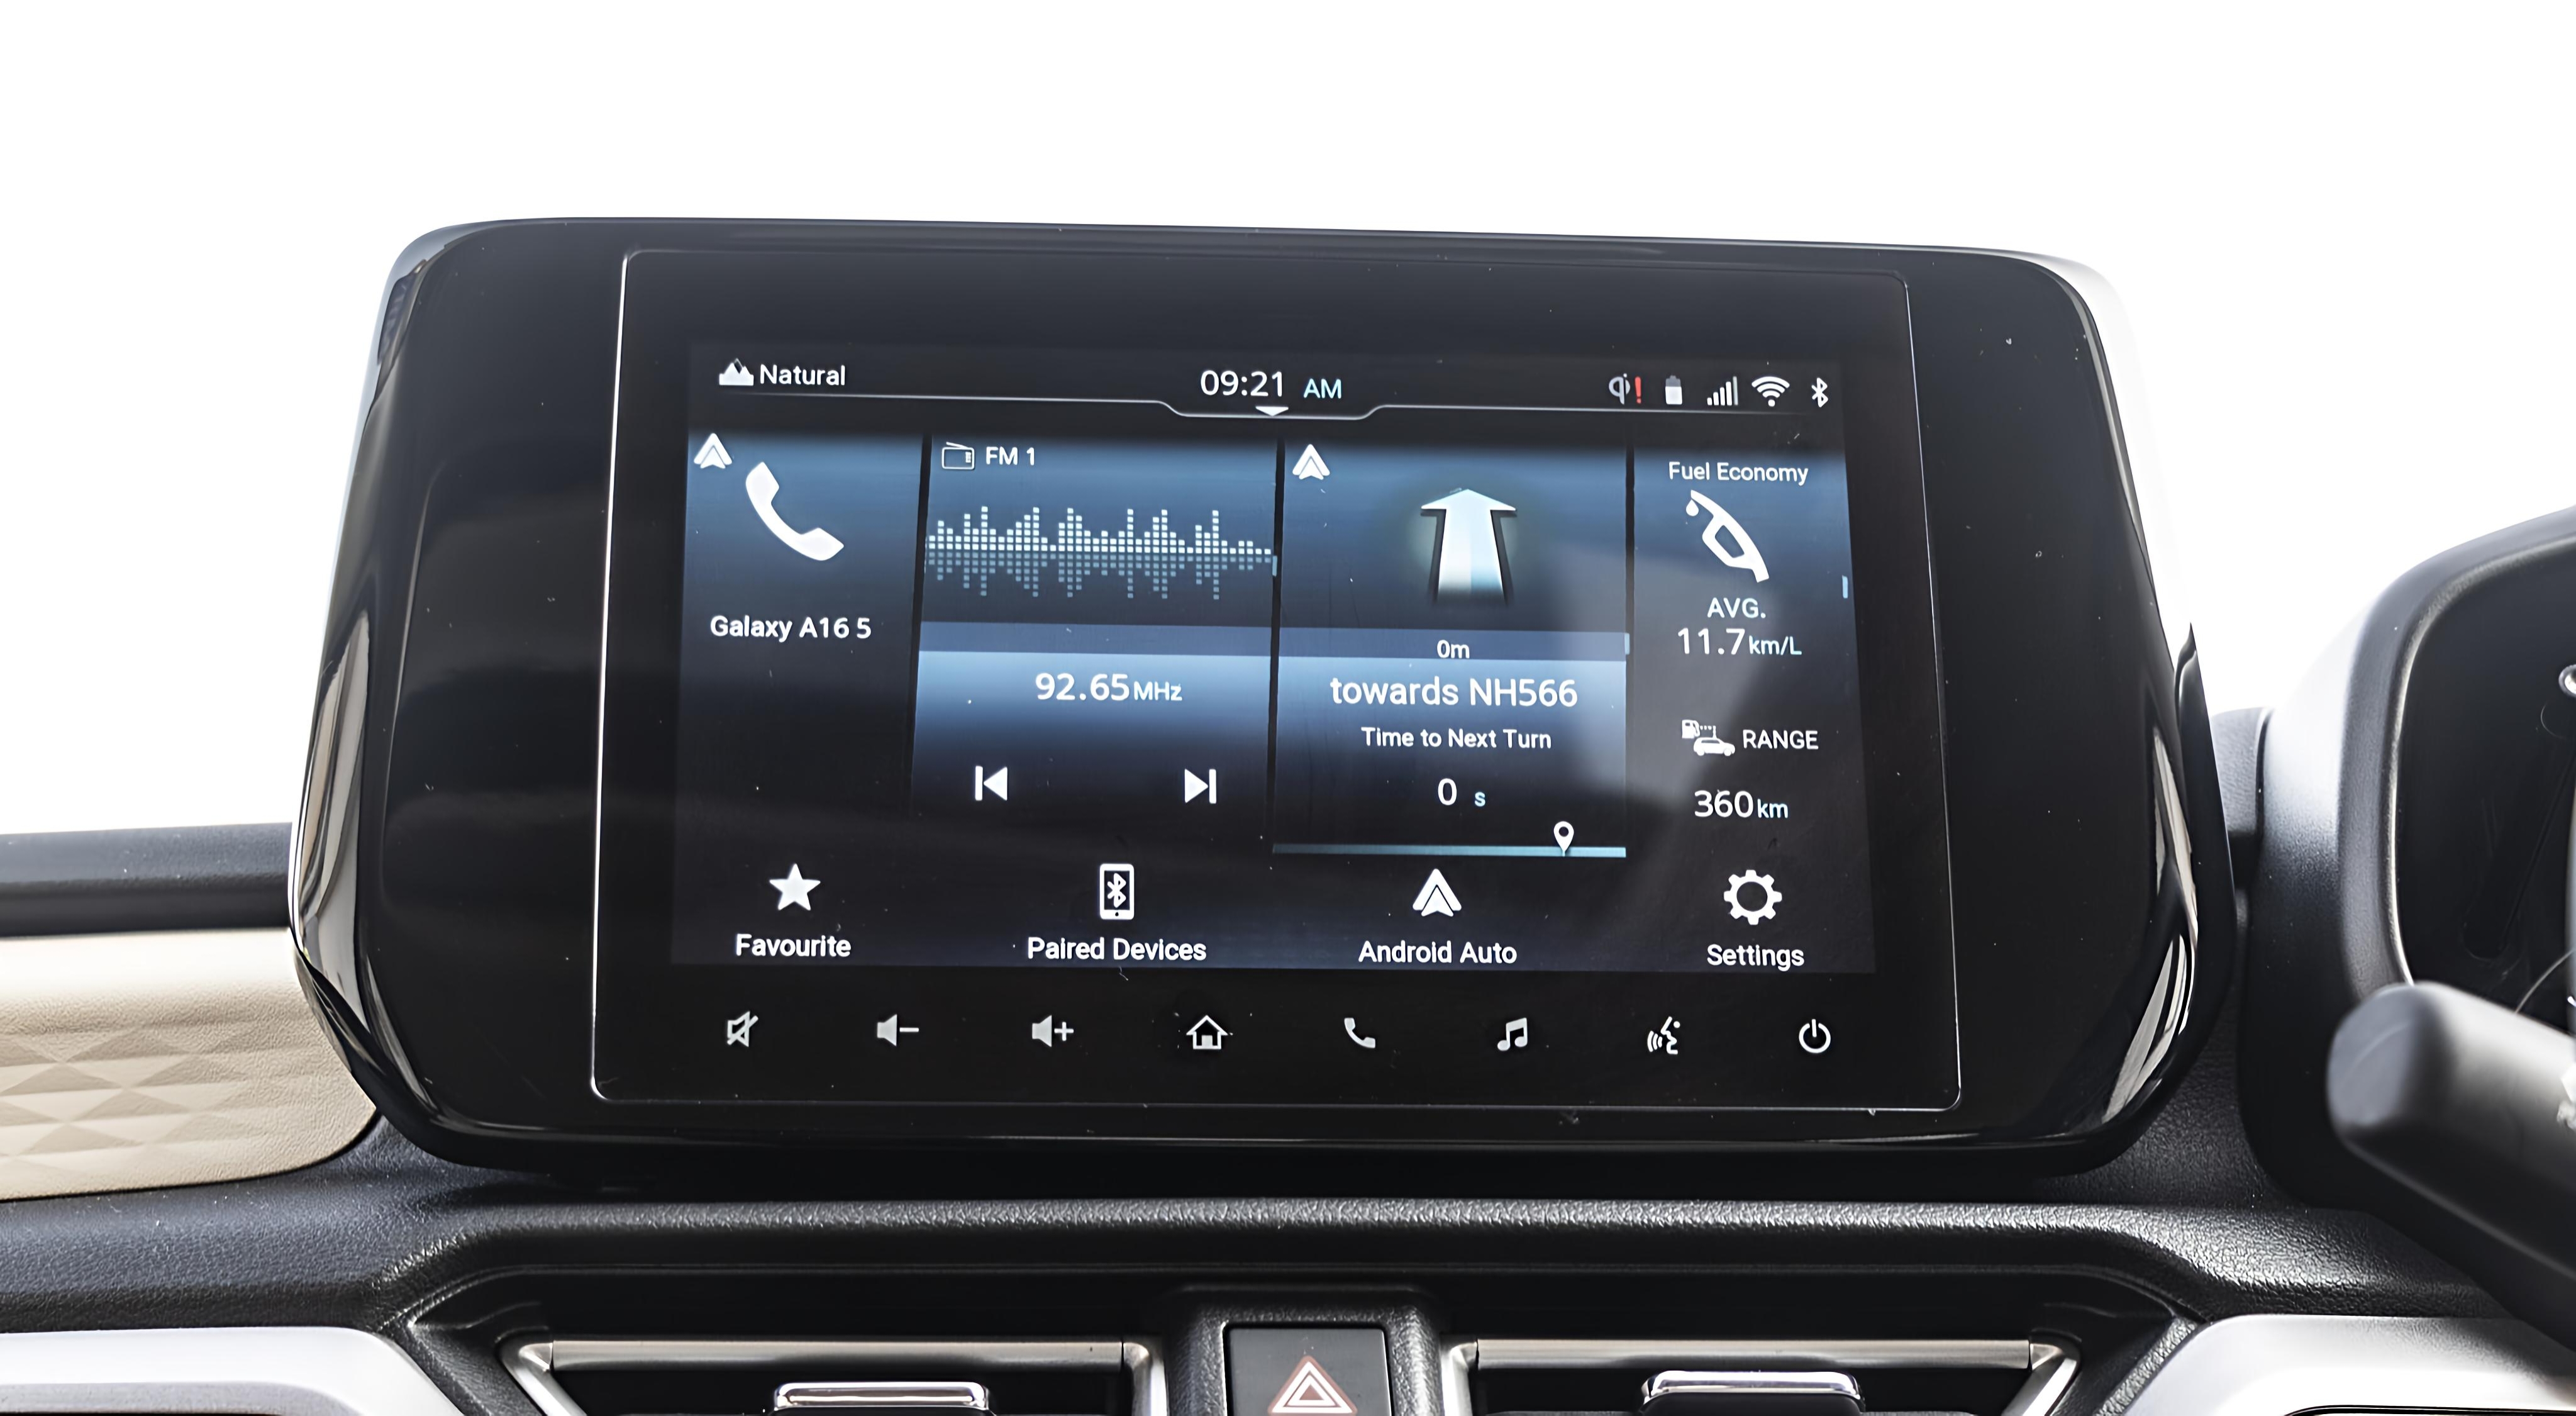 Natural
09:21 AM
Galaxy A16 5
FM 1
92.65MHz
0m
towards NH566
Time to Next Turn
0 s
Fuel Economy
AVG.
11.7km/L
RANGE
360km
Favourite
Paired Devices
Android Auto
Settings